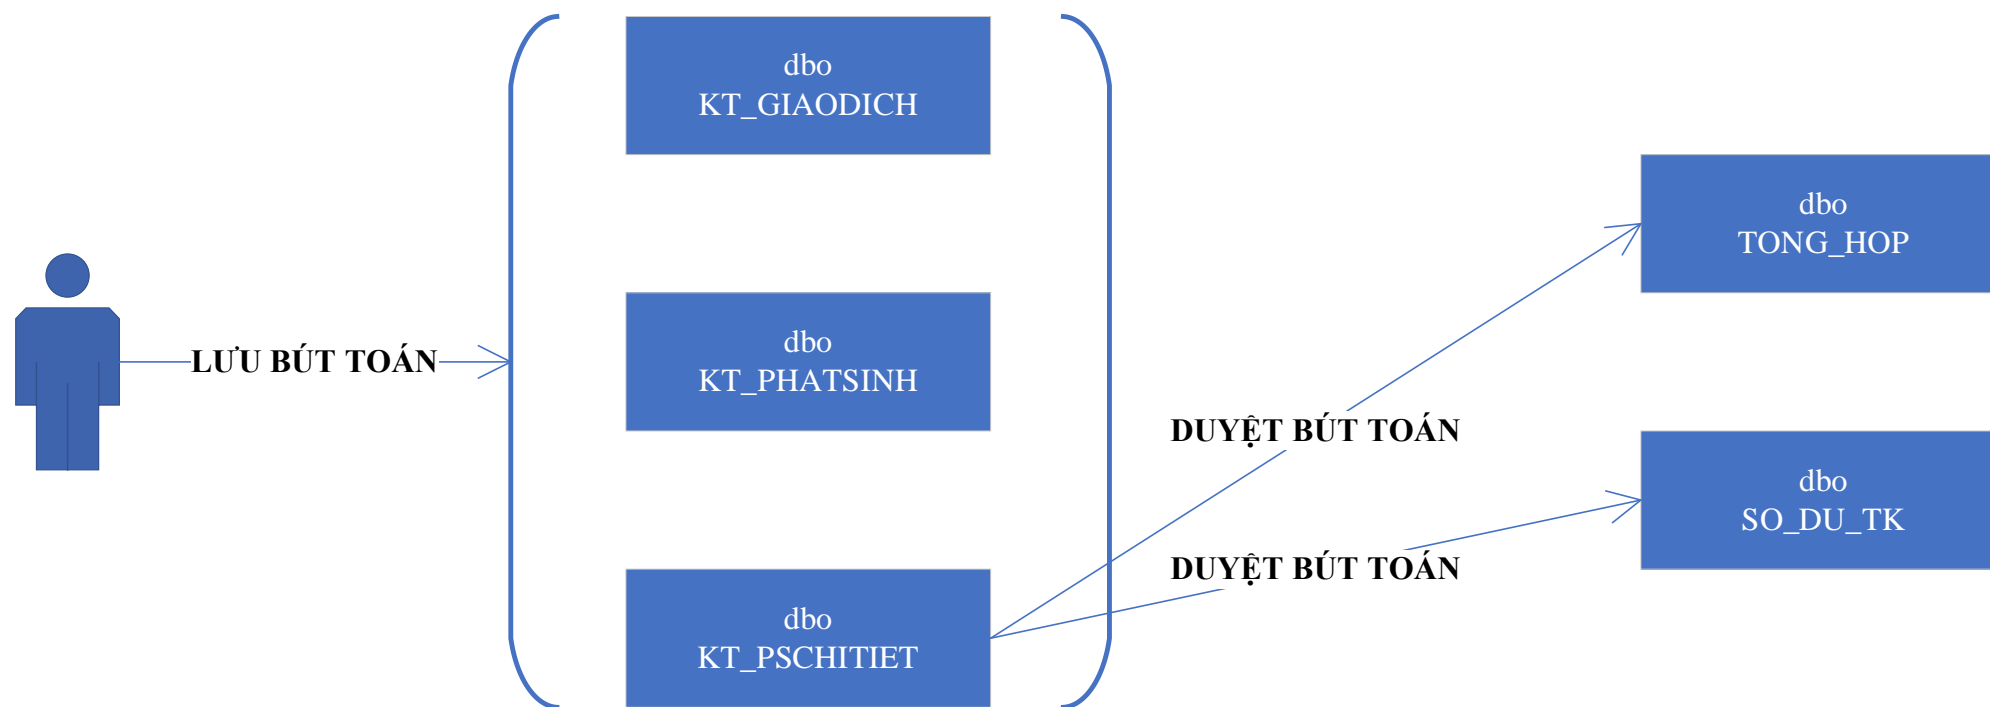 dbo
KT_GIAODICH
dbo
TONG_HOP
LƯU BÚT TOÁN
dbo
KT_PHATSINH
DUYỆT BÚT TOÁN
dbo
SO_DU_TK
DUYỆT BÚT TOÁN
dbo
KT_PSCHITIET